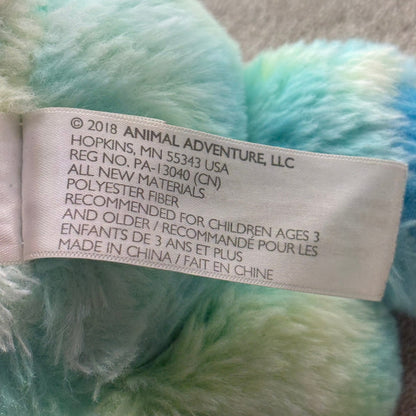 © 2018 ANIMAL ADVENTURE, LLC
HOPKINS, MN 55343 USA
REG NO. PA-13040 (CN)
ALL NEW MATERIALS
POLYESTER FIBER
RECOMMENDED FOR CHILDREN AGES 3
AND OLDER / RECOMMANDÉ POUR LES
ENFANTS DE 3 ANS ET PLUS
MADE IN CHINA / FAIT EN CHINE